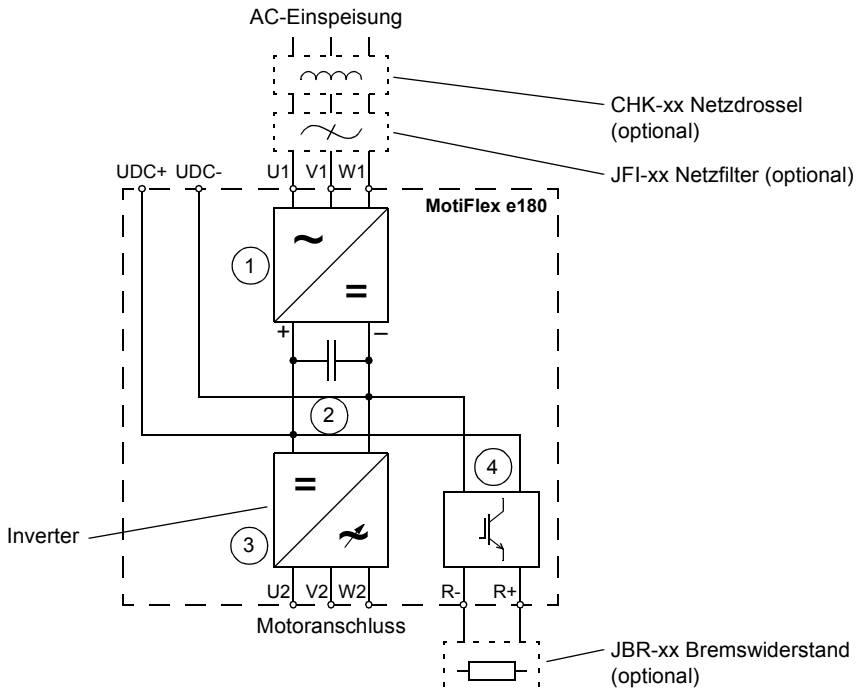 AC-Einspeisung
CHK-xx Netzdrossel
(optional)
JFI-xx Netzfilter (optional)
UDC+ UDC- U1 V1 W1
MotiFlex e180
1
+ –
2
4
Inverter
3
U2 V2 W2 R- R+
Motoranschluss
JBR-xx Bremswiderstand
(optional)